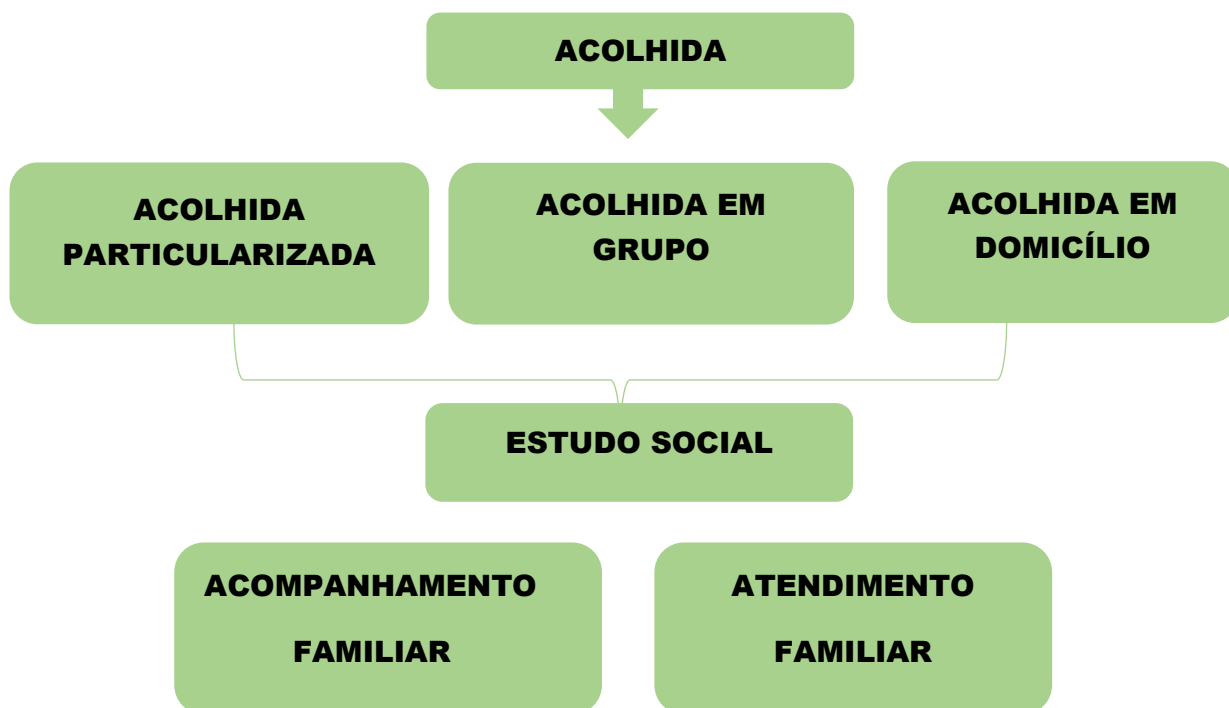 ACOLHIDA
ACOLHIDA
PARTICULARIZADA
ACOLHIDA EM
GRUPO
ACOLHIDA EM
DOMICÍLIO
ESTUDO SOCIAL
ACOMPANHAMENTO
FAMILIAR
ATENDIMENTO
FAMILIAR